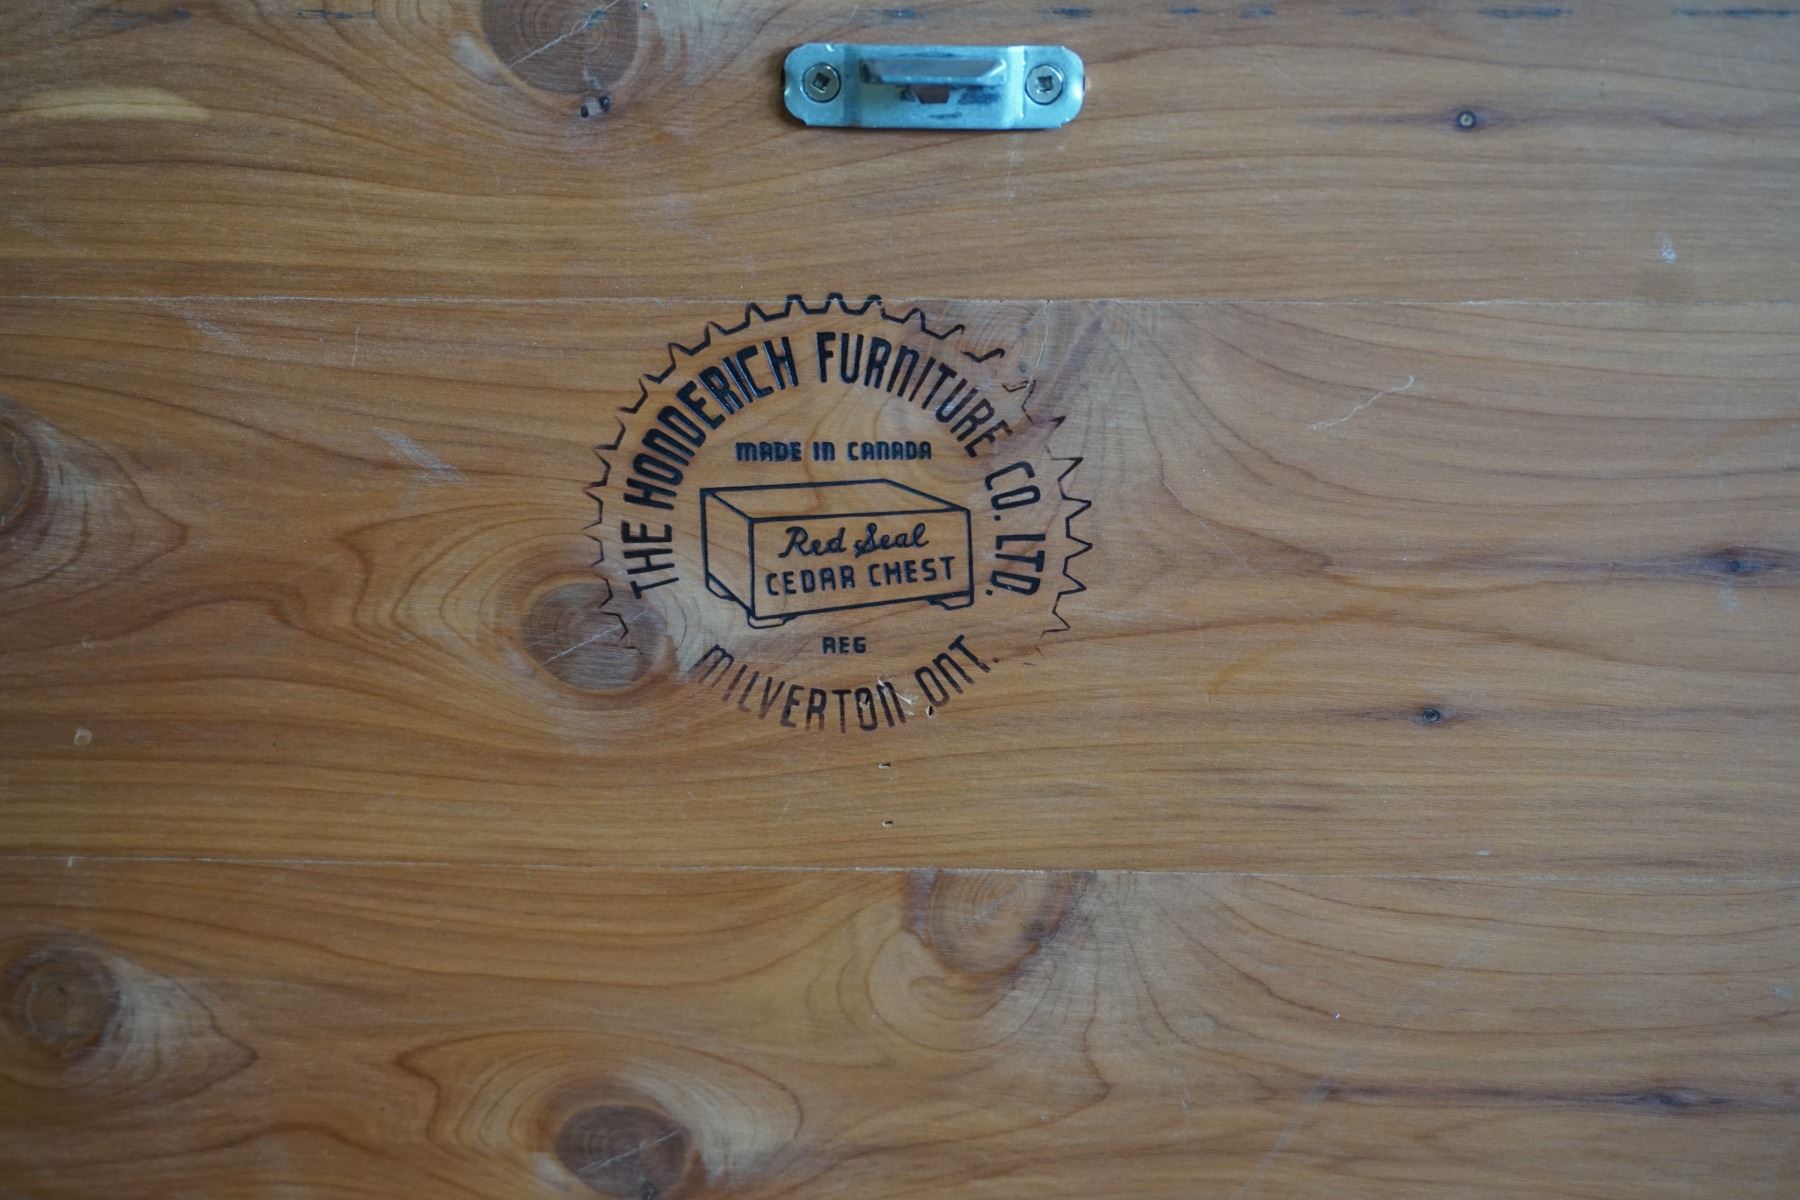 THE HONDERICH FURNITURE CO. LTD.
MADE IN CANADA
Red Seal
CEDAR CHEST
REG
MILVERTON, ONT.